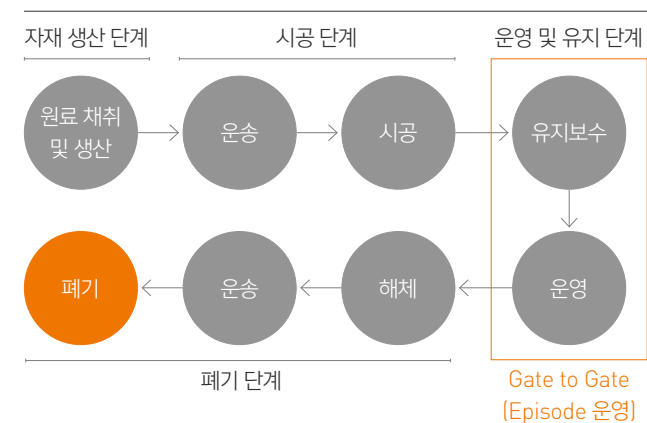 자재 생산 단계
시공 단계
운영 및 유지 단계
원료 채취
및 생산
운송
시공
유지보수
폐기
운송
해체
운영
폐기 단계
Gate to Gate
(Episode 운영)